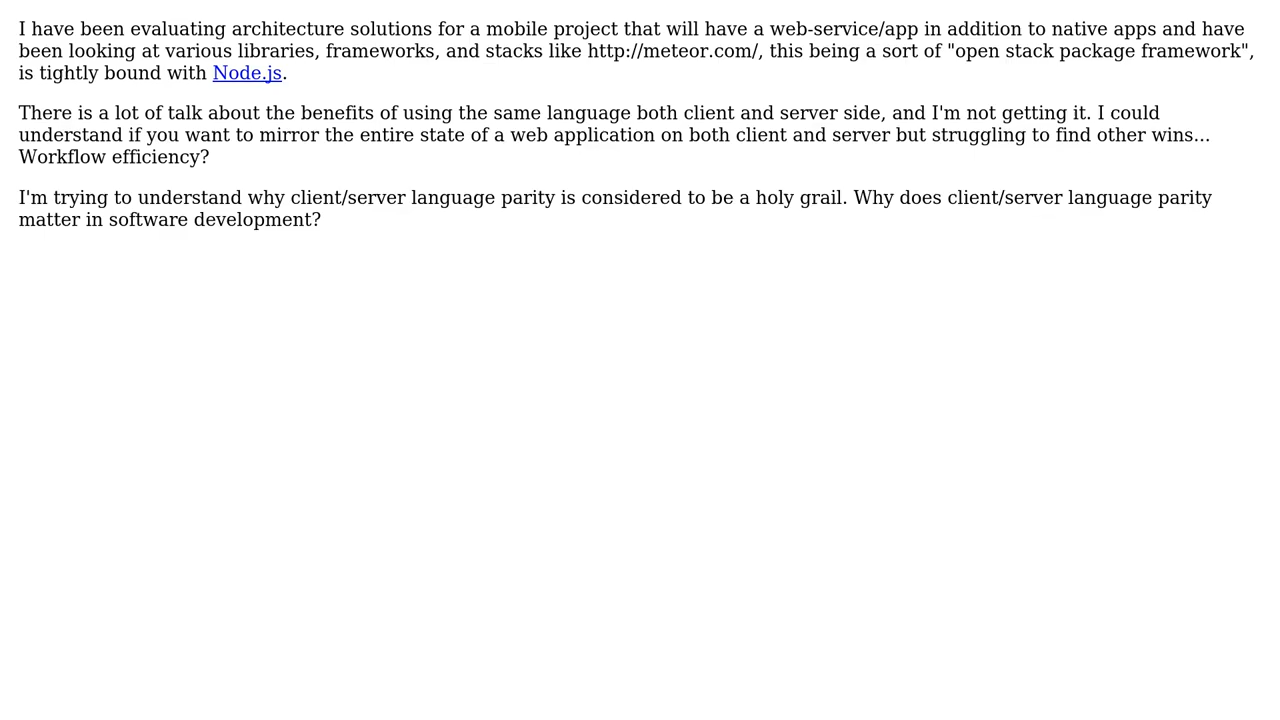 I have been evaluating architecture solutions for a mobile project that will have a web-service/app in addition to native apps and have
been looking at various libraries, frameworks, and stacks like http://meteor.com/, this being a sort of "open stack package framework",
is tightly bound with Node.js.
There is a lot of talk about the benefits of using the same language both client and server side, and I'm not getting it. I could
understand if you want to mirror the entire state of a web application on both client and server but struggling to find other wins...
Workflow efficiency?
I'm trying to understand why client/server language parity is considered to be a holy grail. Why does client/server language parity
matter in software development?